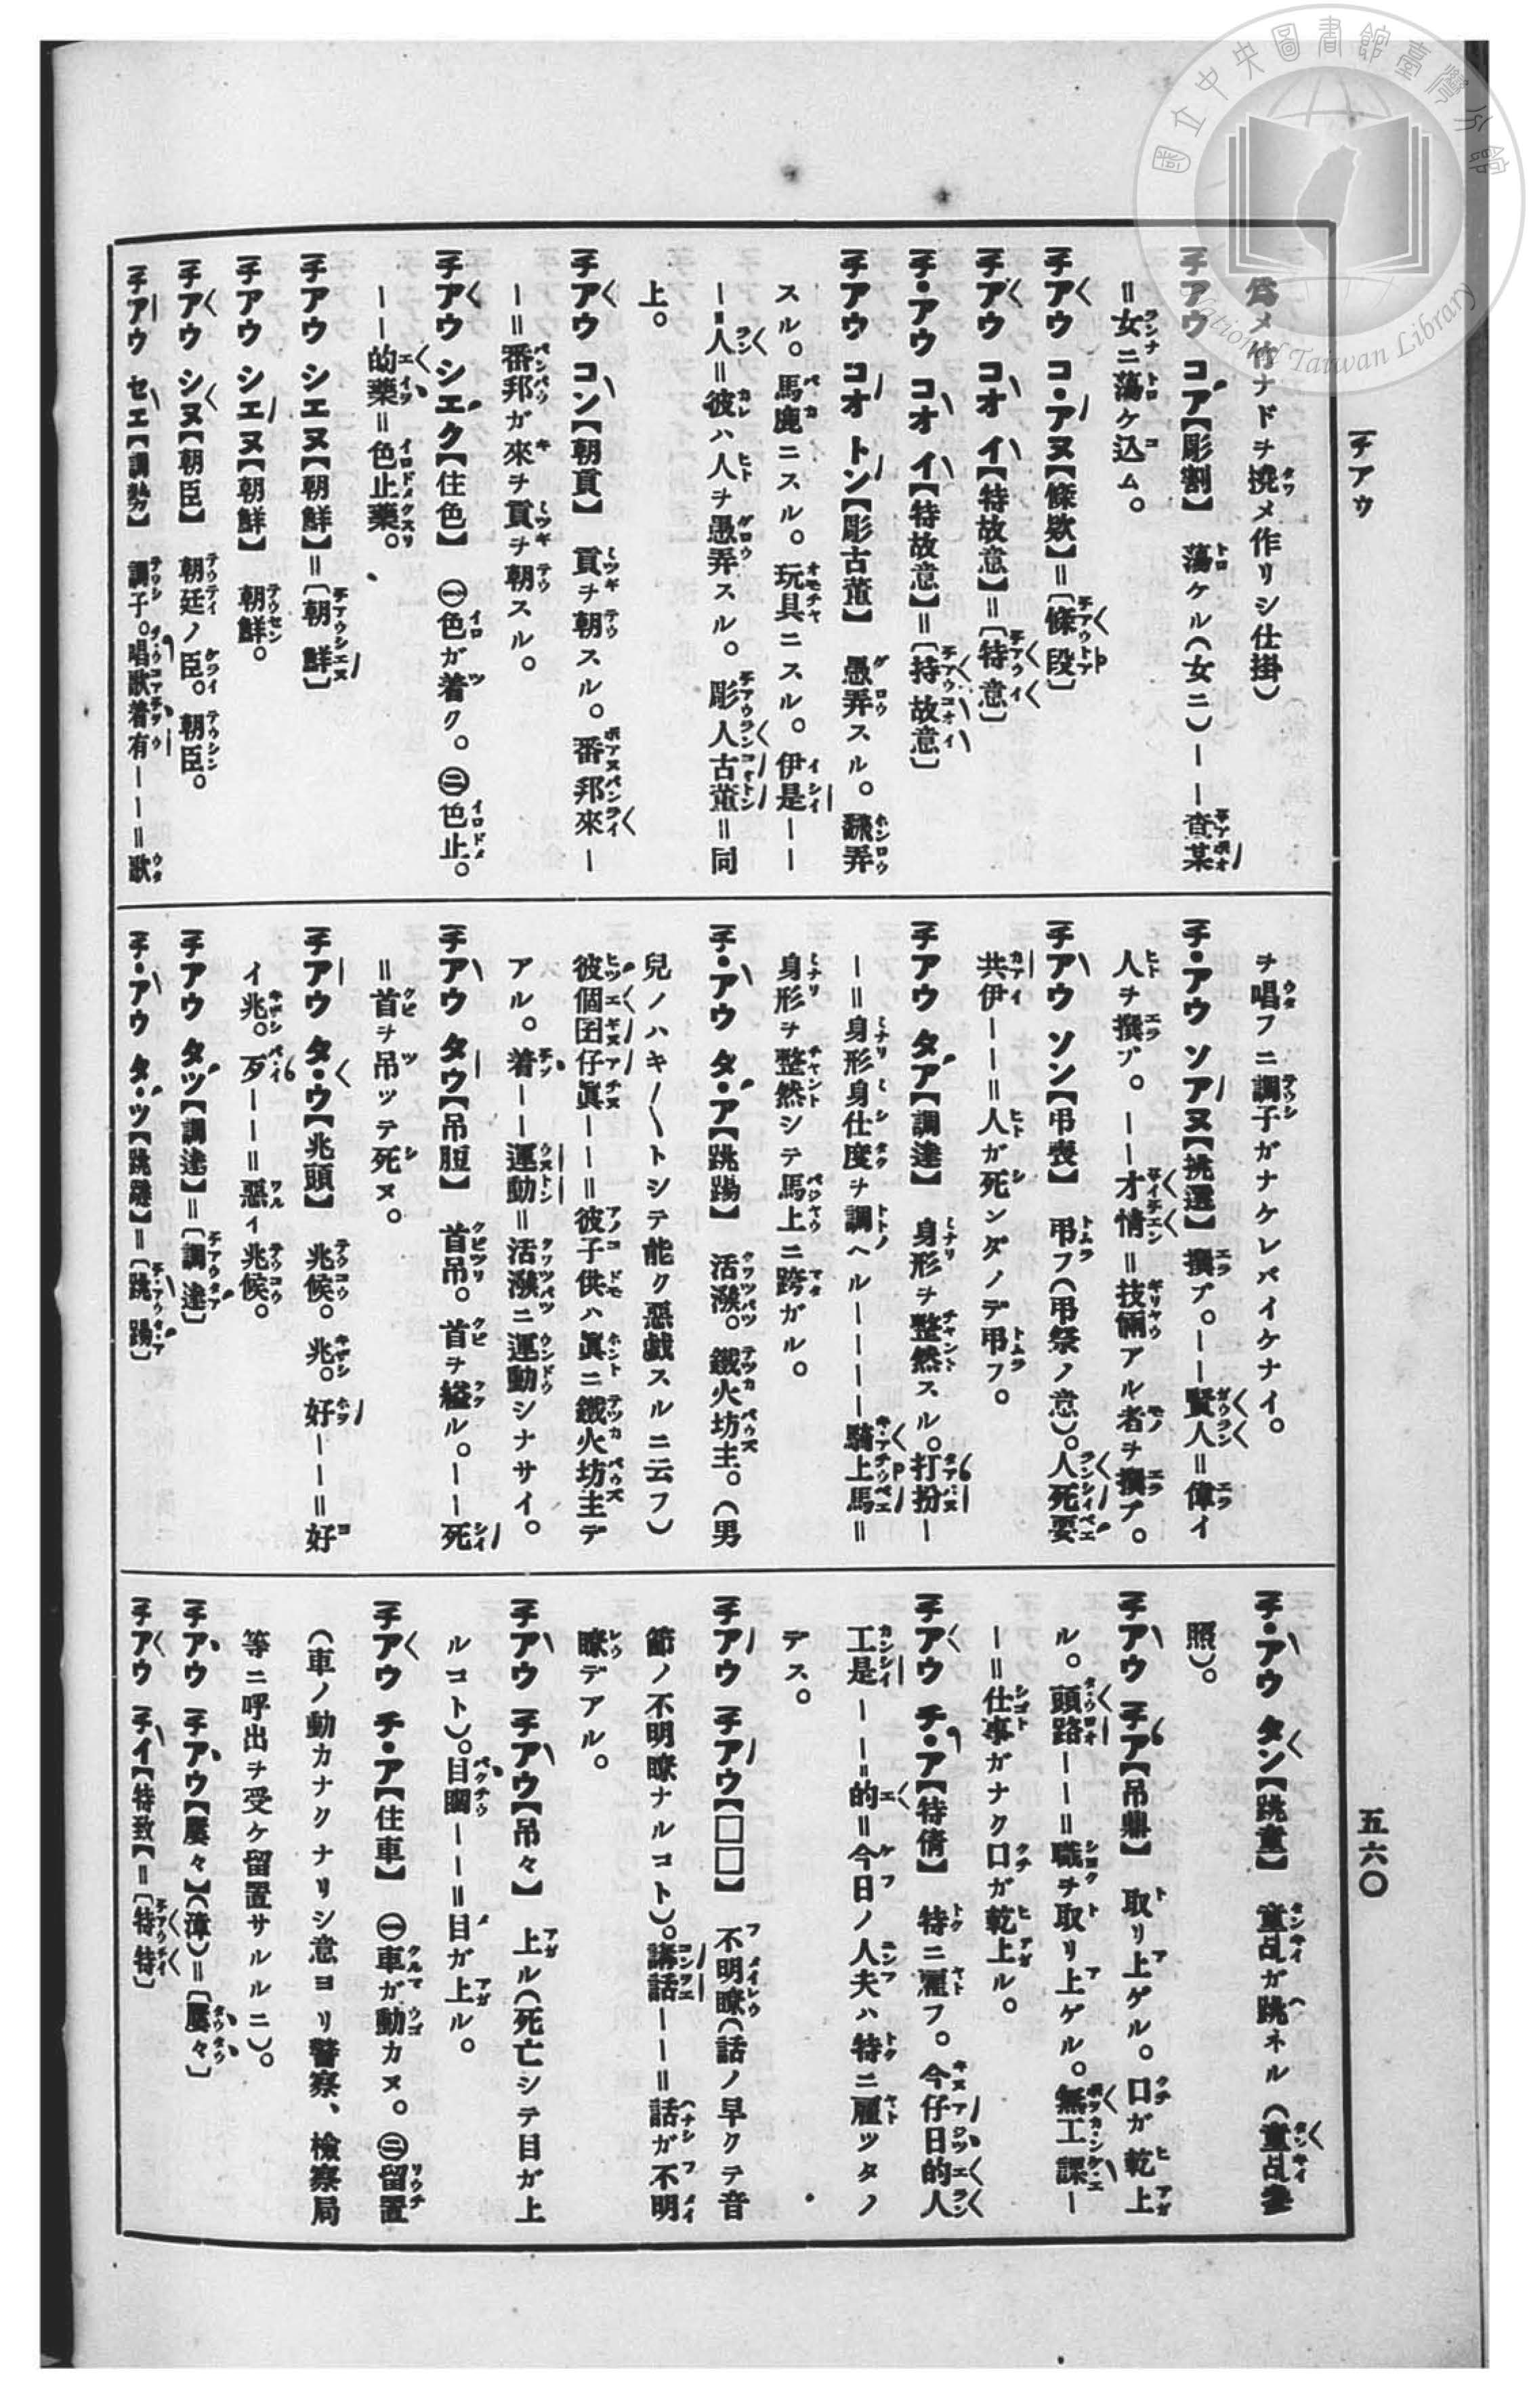 國立中央圖書館臺灣分館
National Taiwan Library
チアウ
五六〇
爲メ竹ナドヲ撓メ作リシ仕掛)
チアウ コア【彫割】 蕩ケル(女ニ)――査某
＝女ニ蕩ケ込ム。
チアウ コ・アヌ【條欵】＝〔條段〕
チアウ コオ イ【特故意】＝〔特意〕
チ・アウ コオ イ【特故意】＝〔特故意〕
チアウ コオ トン【彫古董】 愚弄スル。飜弄
スル。馬鹿ニスル。玩具ニスル。伊是――
―人＝彼ハ人ヲ愚弄スル。彫人古董＝同
上。
チアウ コン【朝貢】 貢ヲ朝スル。番邦來―
―＝番邦ガ來ヲ貢ヲ朝スル。
チアウ シエク【住色】 ㊀色ガ着ク。㊁色止。
――的藥＝色止藥。
チアウ シエヌ【朝鮮】＝〔朝鮮〕
チアウ シエヌ【朝鮮】 朝鮮。
チアウ シヌ【朝臣】 朝廷ノ臣。朝臣。
チアウ セエ【調勢】 調子。唱歌着有――＝歌
ヲ唱フニ調子ガナケレバイケナイ。
チ・アウ ソアヌ【挑選】 撰ブ。――賢人＝偉イ
人ヲ撰ブ。――才情＝技倆アル者ヲ撰ブ。
チアウ ソン【弔喪】 弔フ(弔祭ノ意)。人死要
共伊――＝人ガ死ンダノデ弔フ。
チアウ タア【調達】 身形ヲ整然スル。打扮―
―＝身形身仕度ヲ調ヘル――――騎上馬＝
身形ヲ整然シテ馬上ニ跨ガル。
チ・アウ タ・ア【跳踢】 活潑。鐵火坊主。(男
兒ノハキ〳〵トシテ能ク惡戲スルニ云フ)
彼個囝仔眞――＝彼子供ハ眞ニ鐵火坊主デ
アル。着――運動＝活潑ニ運動シナサイ。
チアウ タウ【吊脰】 首吊。首ヲ縊ル。――死
＝首ヲ吊ッテ死ヌ。
チアウ タ・ウ【兆頭】 兆候。兆。好――＝好
イ兆。歹――＝惡イ兆候。
チアウ タツ【調達】＝〔調達〕
チ・アウ タ・ツ【跳躂】＝〔跳踢〕
チ・アウ タン【跳童】 童乩ガ跳ネル(童乩參
照)。
チアウ チア【吊鼎】 取リ上ゲル。口ガ乾上
ル。頭路――＝職ヲ取リ上ゲル。無工課―
―＝仕事ガナク口ガ乾上ル。
チアウ チ・ア【特倩】 特ニ雇フ。今仔日的人
工是―――的＝今日ノ人夫ハ特ニ雇ッタノ
デス。
チアウ チアウ【□□】 不明瞭(話ノ早クテ音
節ノ不明瞭ナルコト)。講話――＝話ガ不明
瞭デアル。
チアウ チアウ【吊々】 上ル(死亡シテ目ガ上
ルコト)。目睭――＝目ガ上ル。
チアウ チ・ア【住車】 ㊀車ガ動カヌ。㊁留置
(車ノ動カナクナリシ意ヨリ警察、檢察局
等ニ呼出ヲ受ケ留置サルルニ)。
チアウ チアウ【屢々】(漳)＝〔屢々〕
チアウ チイ【特致】＝〔特特〕